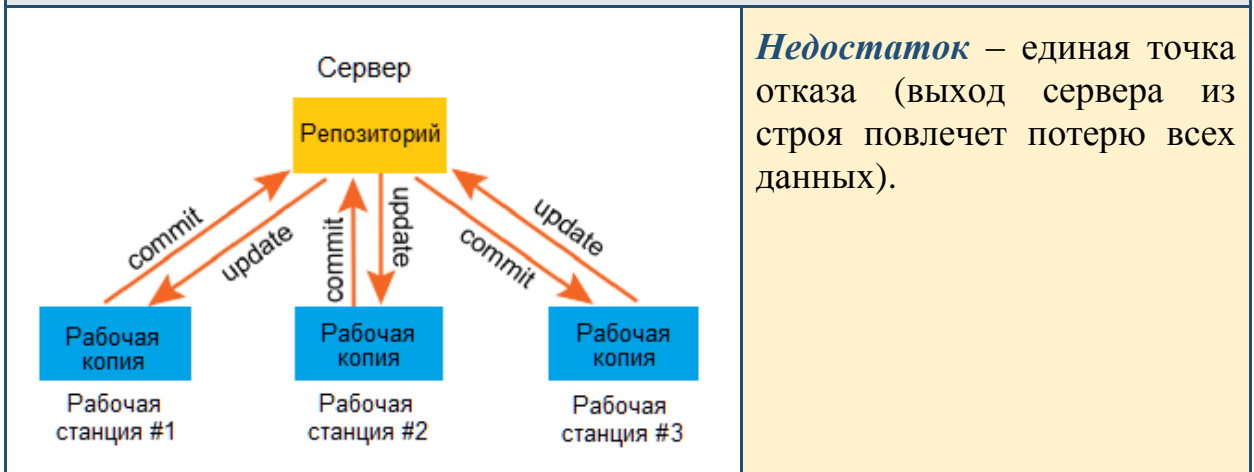 Сервер
Репозиторий
commit
update
commit
update
commit
update
Рабочая
копия
Рабочая
станция #1
Рабочая
копия
Рабочая
станция #2
Рабочая
копия
Рабочая
станция #3
Недостаток – единая точка
отказа (выход сервера из
строя повлечет потерю всех
данных).